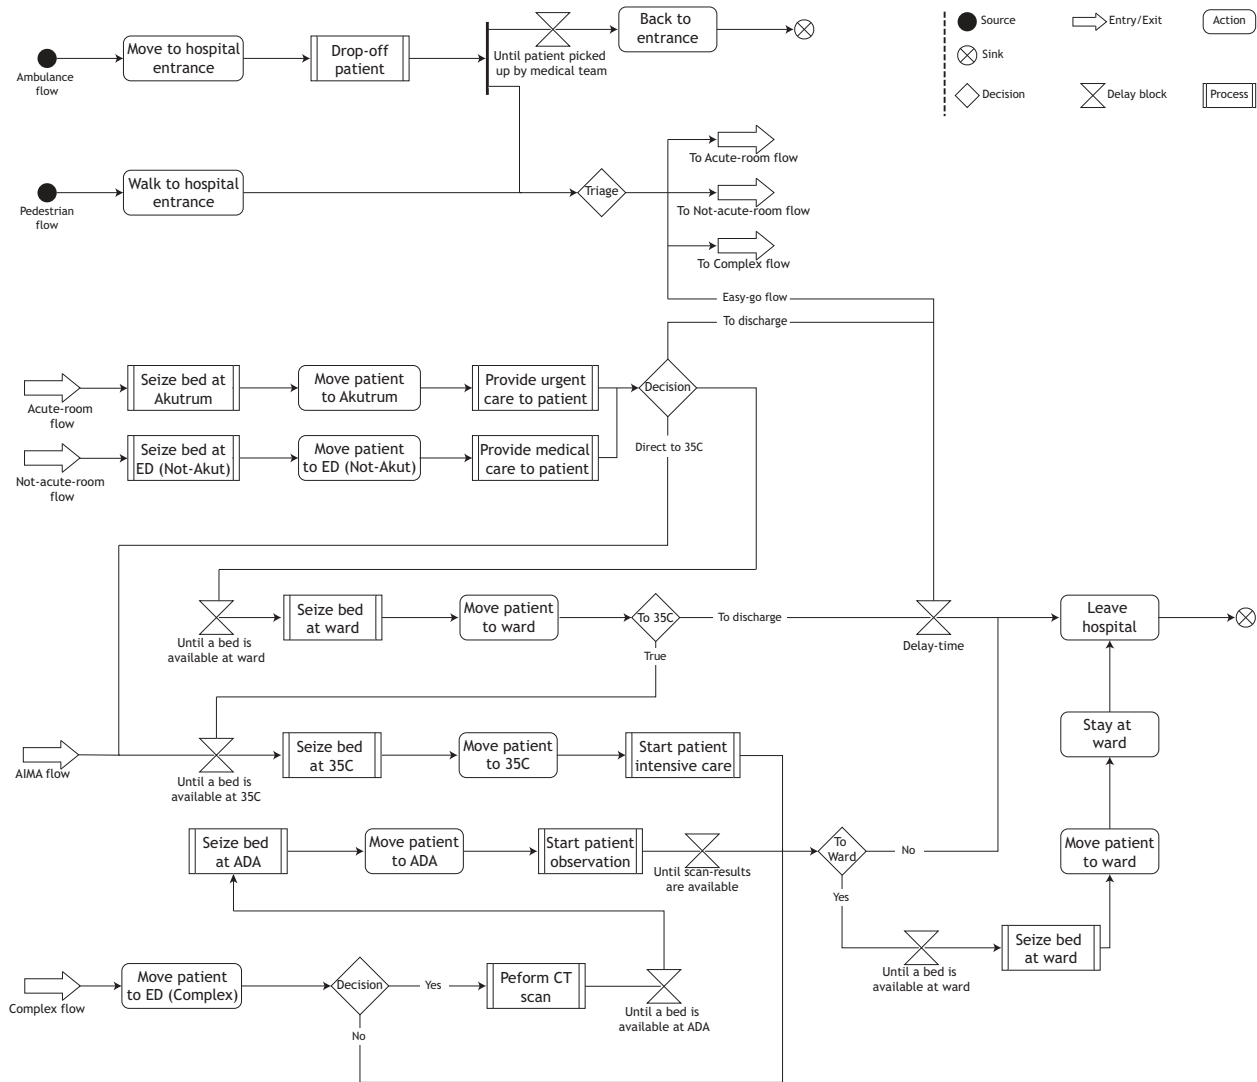 Ambulance
flow
Move to hospital
entrance
Drop-off
patient
Until patient picked
up by medical team
Back to
entrance
Source
Entry/Exit
Action
Sink
Decision
Delay block
Process
Pedestrian
flow
Walk to hospital
entrance
Triage
To Acute-room flow
To Not-acute-room flow
To Complex flow
Easy-go flow
To discharge
Acute-room
flow
Seize bed at
Akutrum
Move patient
to Akutrum
Provide urgent
care to patient
Decision
Direct to 35C
Not-acute-room
flow
Seize bed at
ED (Not-Akut)
Move patient
to ED (Not-Akut)
Provide medical
care to patient
Until a bed is
available at ward
Seize bed
at ward
Move patient
to ward
To 35C
To discharge
True
Delay-time
Leave
hospital
Stay at
ward
AIMA flow
Until a bed is
available at 35C
Seize bed
at 35C
Move patient
to 35C
Start patient
intensive care
Seize bed
at ADA
Move patient
to ADA
Start patient
observation
Until scan-results
are available
To
Ward
No
Yes
Move patient
to ward
Until a bed is
available at ward
Seize bed
at ward
Complex flow
Move patient
to ED (Complex)
Decision
Yes
No
Peform CT
scan
Until a bed is
available at ADA